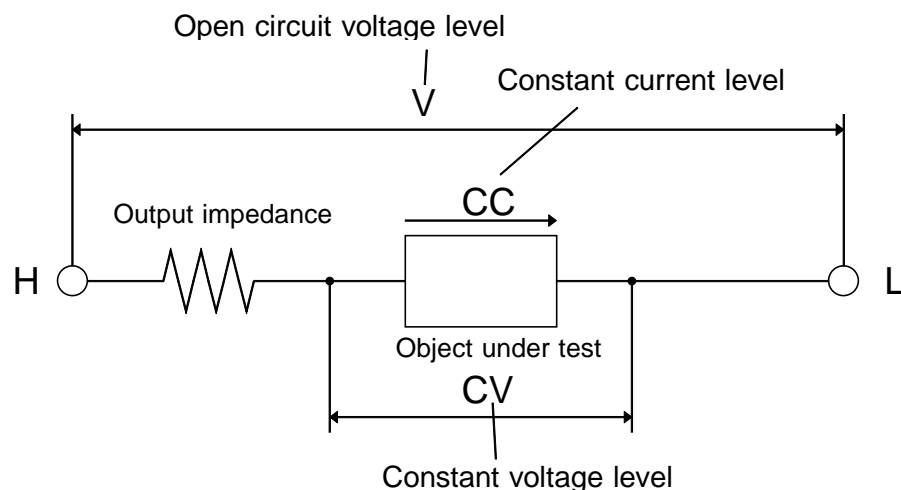 Open circuit voltage level
V
Constant current level
Output impedance
CC
H
L
Object under test
CV
Constant voltage level